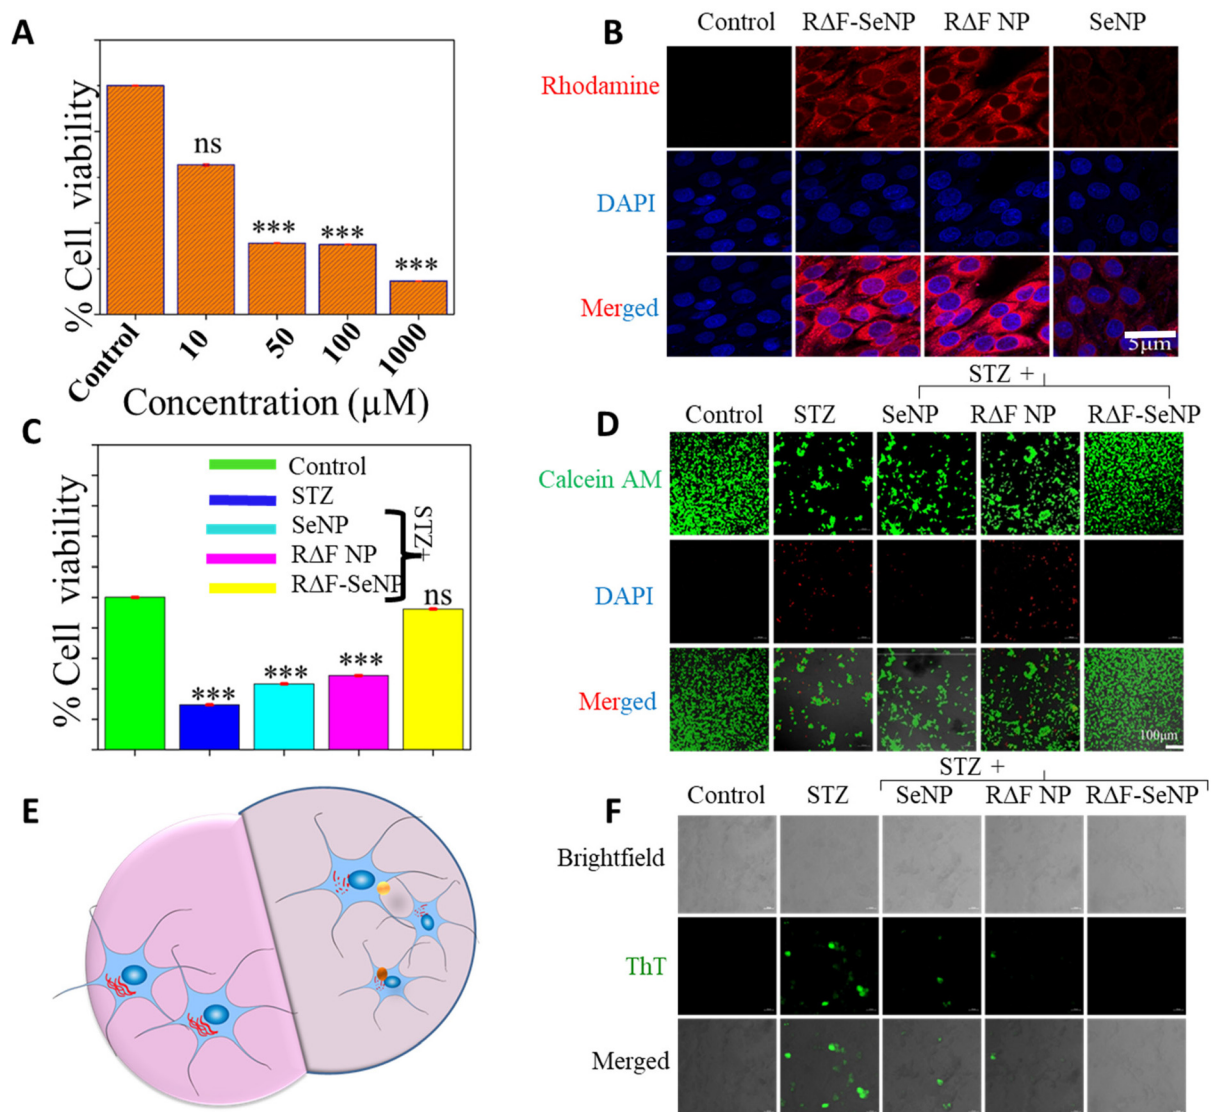 A
% Cell viability
ns
***
***
***
Control
10
50
100
1000
Concentration (µM)
B
Control
RΔF-SeNP
RΔF NP
SeNP
Rhodamine
DAPI
Merged
5µm
C
% Cell viability
Control
STZ
SeNP
RΔF NP
RΔF-SeNP
STZ+
***
***
***
ns
D
STZ +
Control
STZ
SeNP
RΔF NP
RΔF-SeNP
Calcein AM
DAPI
Merged
100µm
E
F
STZ +
Control
STZ
SeNP
RΔF NP
RΔF-SeNP
Brightfield
ThT
Merged